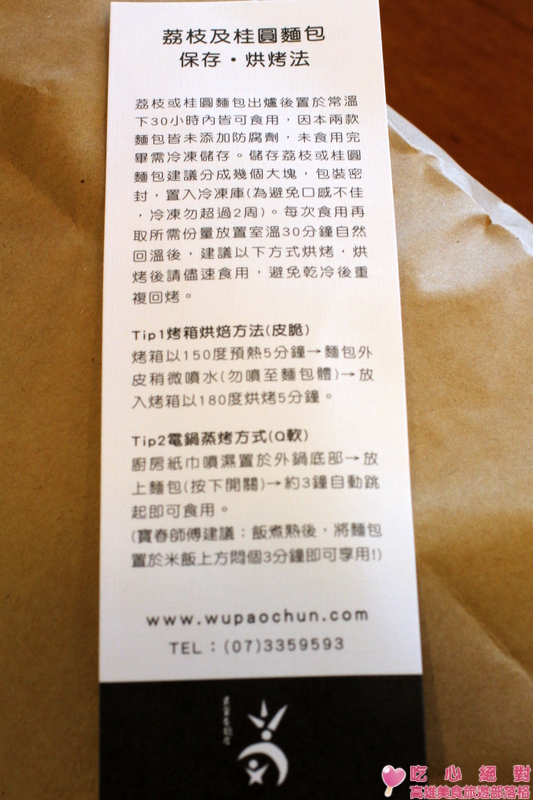 荔枝及桂圓麵包
保存・烘烤法
荔枝或桂圓麵包出爐後置於常溫
下30小時內皆可食用，因本兩款
麵包皆未添加防腐劑，未食用完
畢需冷凍儲存。儲存荔枝或桂圓
麵包建議分成幾個大塊，包裝密
封，置入冷凍庫(為避免口感不佳
，冷凍勿超過2周)。每次食用再
取所需份量放置室溫30分鐘自然
回溫後，建議以下方式烘烤，烘
烤後請儘速食用，避免乾冷後重
複回烤。
Tip1烤箱烘焙方法(皮脆)
烤箱以150度預熱5分鐘→麵包外
皮稍微噴水(勿噴至麵包體)→放
入烤箱以180度烘烤5分鐘。
Tip2電鍋蒸烤方式(Q軟)
廚房紙巾噴濕置於外鍋底部→放
上麵包(按下開關)→約3鐘自動跳
起即可食用。
(寶春師傅建議：飯煮熟後，將麵包
置於米飯上方悶個3分鐘即可享用!)
www.wupaochun.com
TEL：(07)3359593
吃心絕對
高雄美食旅遊部落格